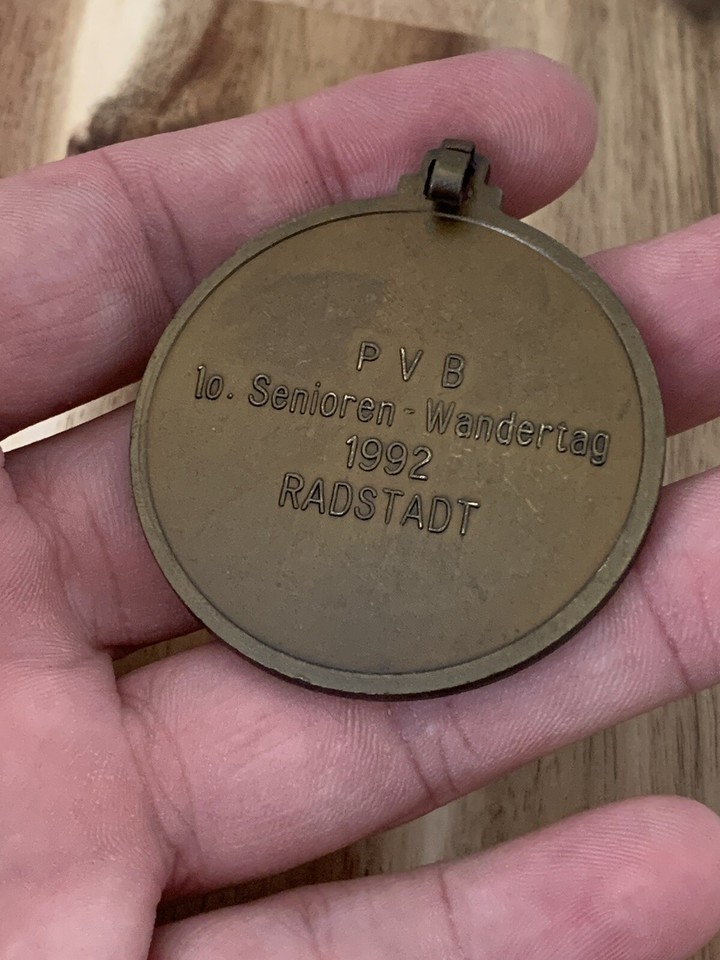 P V B
1o. Senioren-Wandertag
1992
RADSTADT